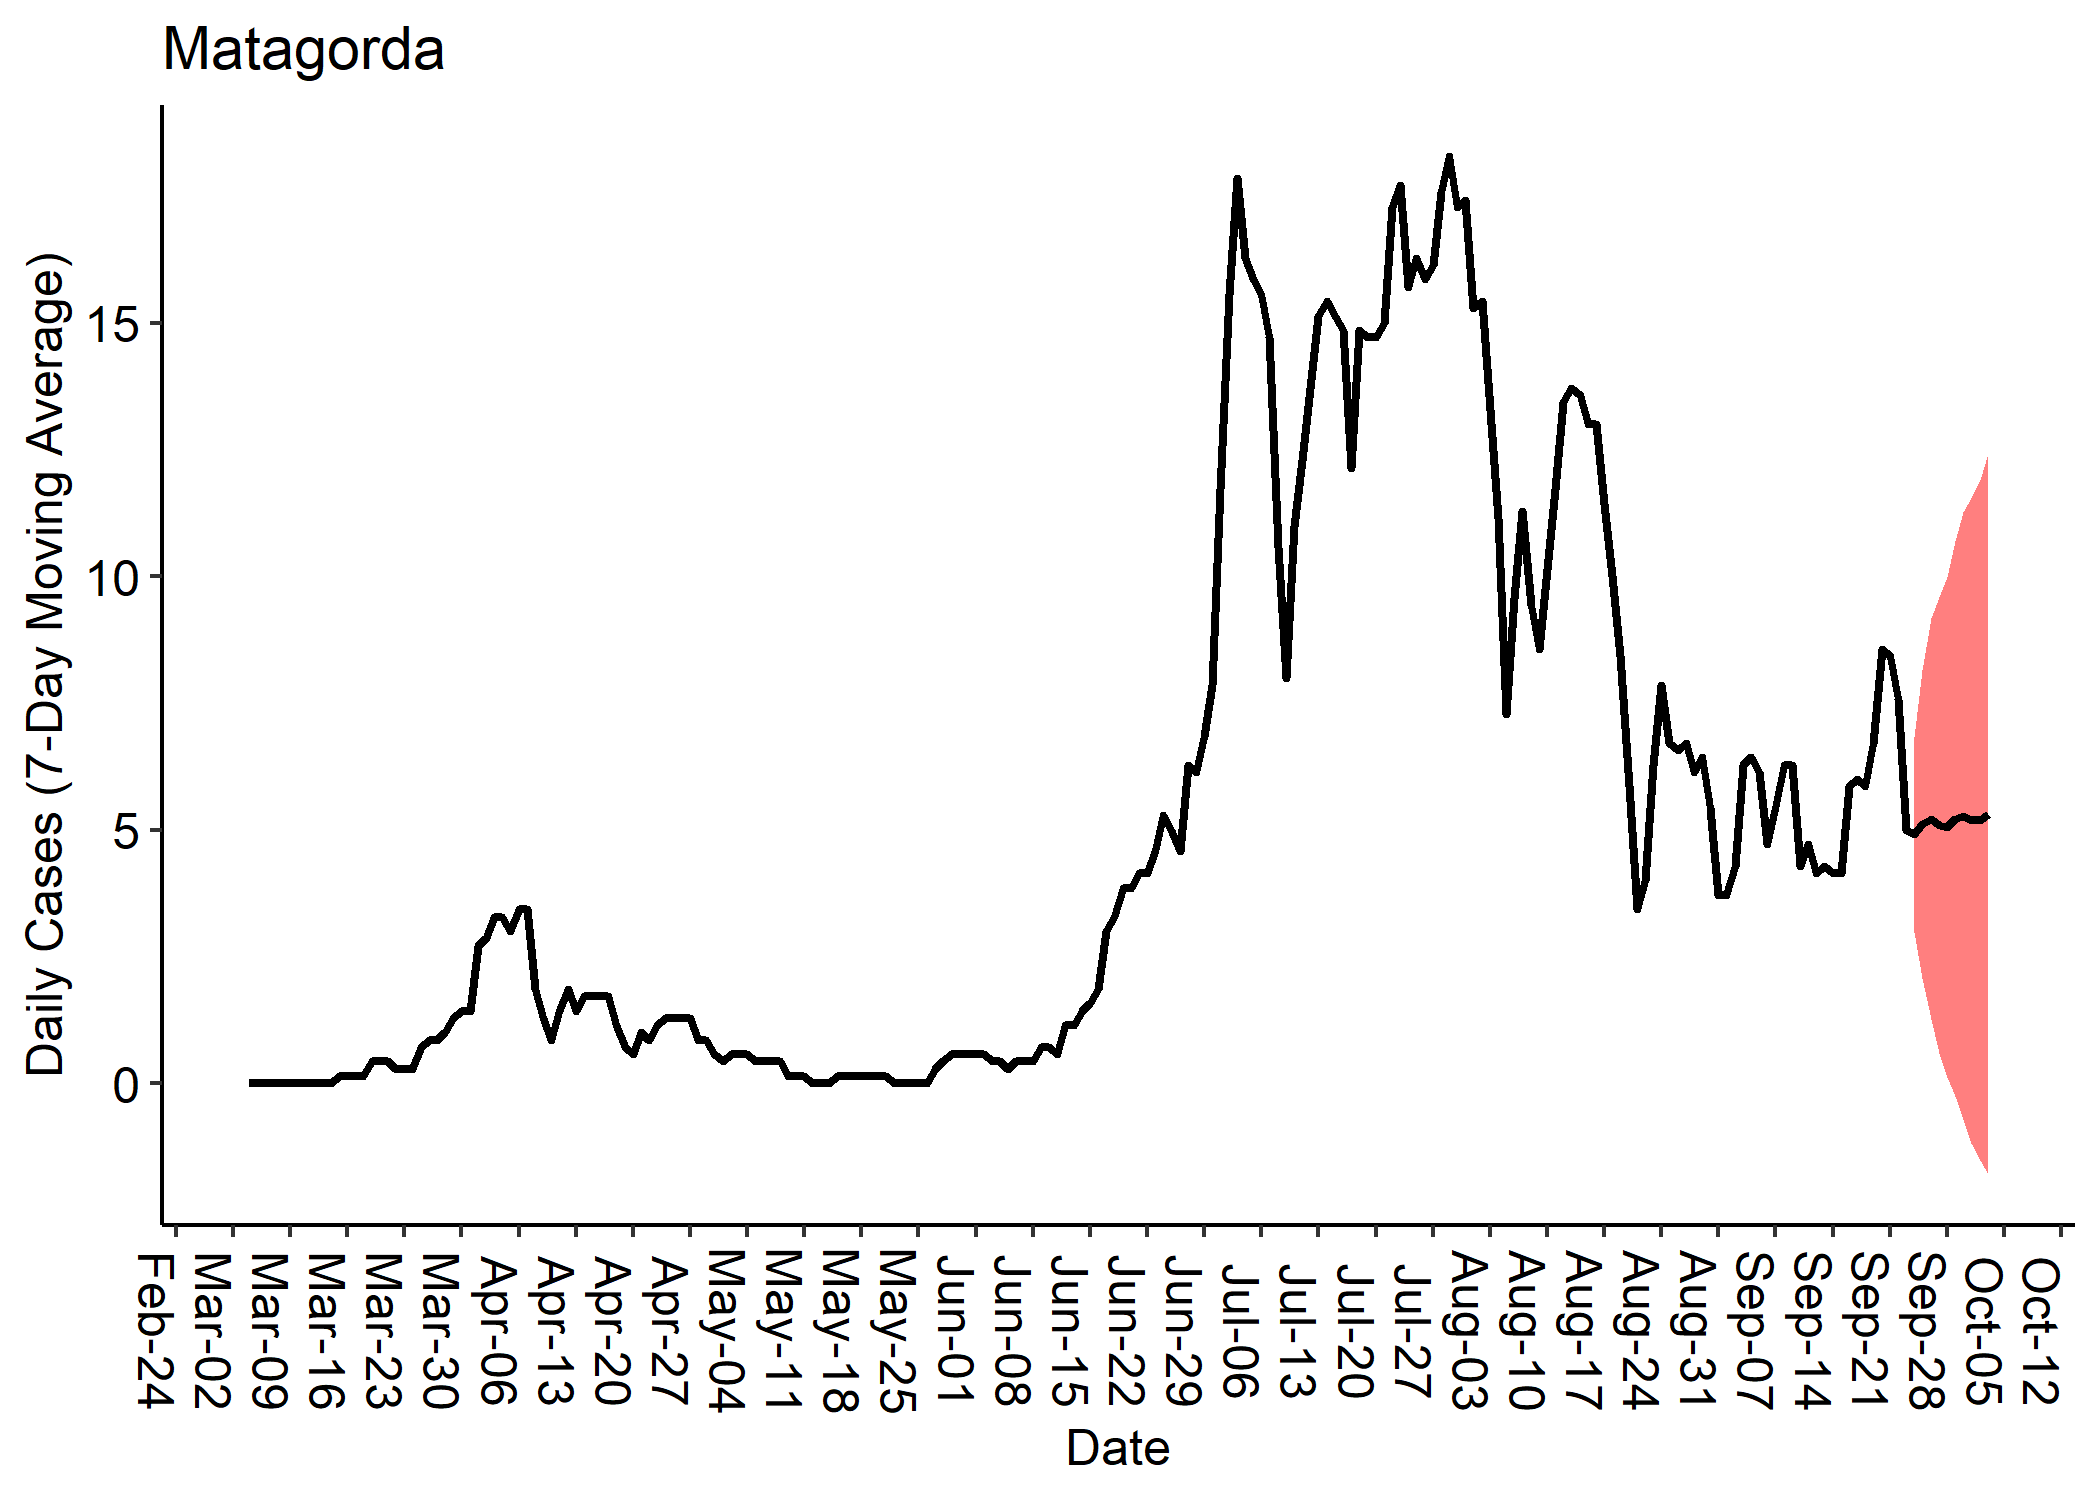 Matagorda
Daily Cases (7-Day Moving Average)
15
10
5
0
Feb-24
Mar-02
Mar-09
Mar-16
Mar-23
Mar-30
Apr-06
Apr-13
Apr-20
Apr-27
May-04
May-11
May-18
May-25
Jun-01
Jun-08
Jun-15
Jun-22
Jun-29
Jul-06
Jul-13
Jul-20
Jul-27
Aug-03
Aug-10
Aug-17
Aug-24
Aug-31
Sep-07
Sep-14
Sep-21
Sep-28
Oct-05
Oct-12
Date